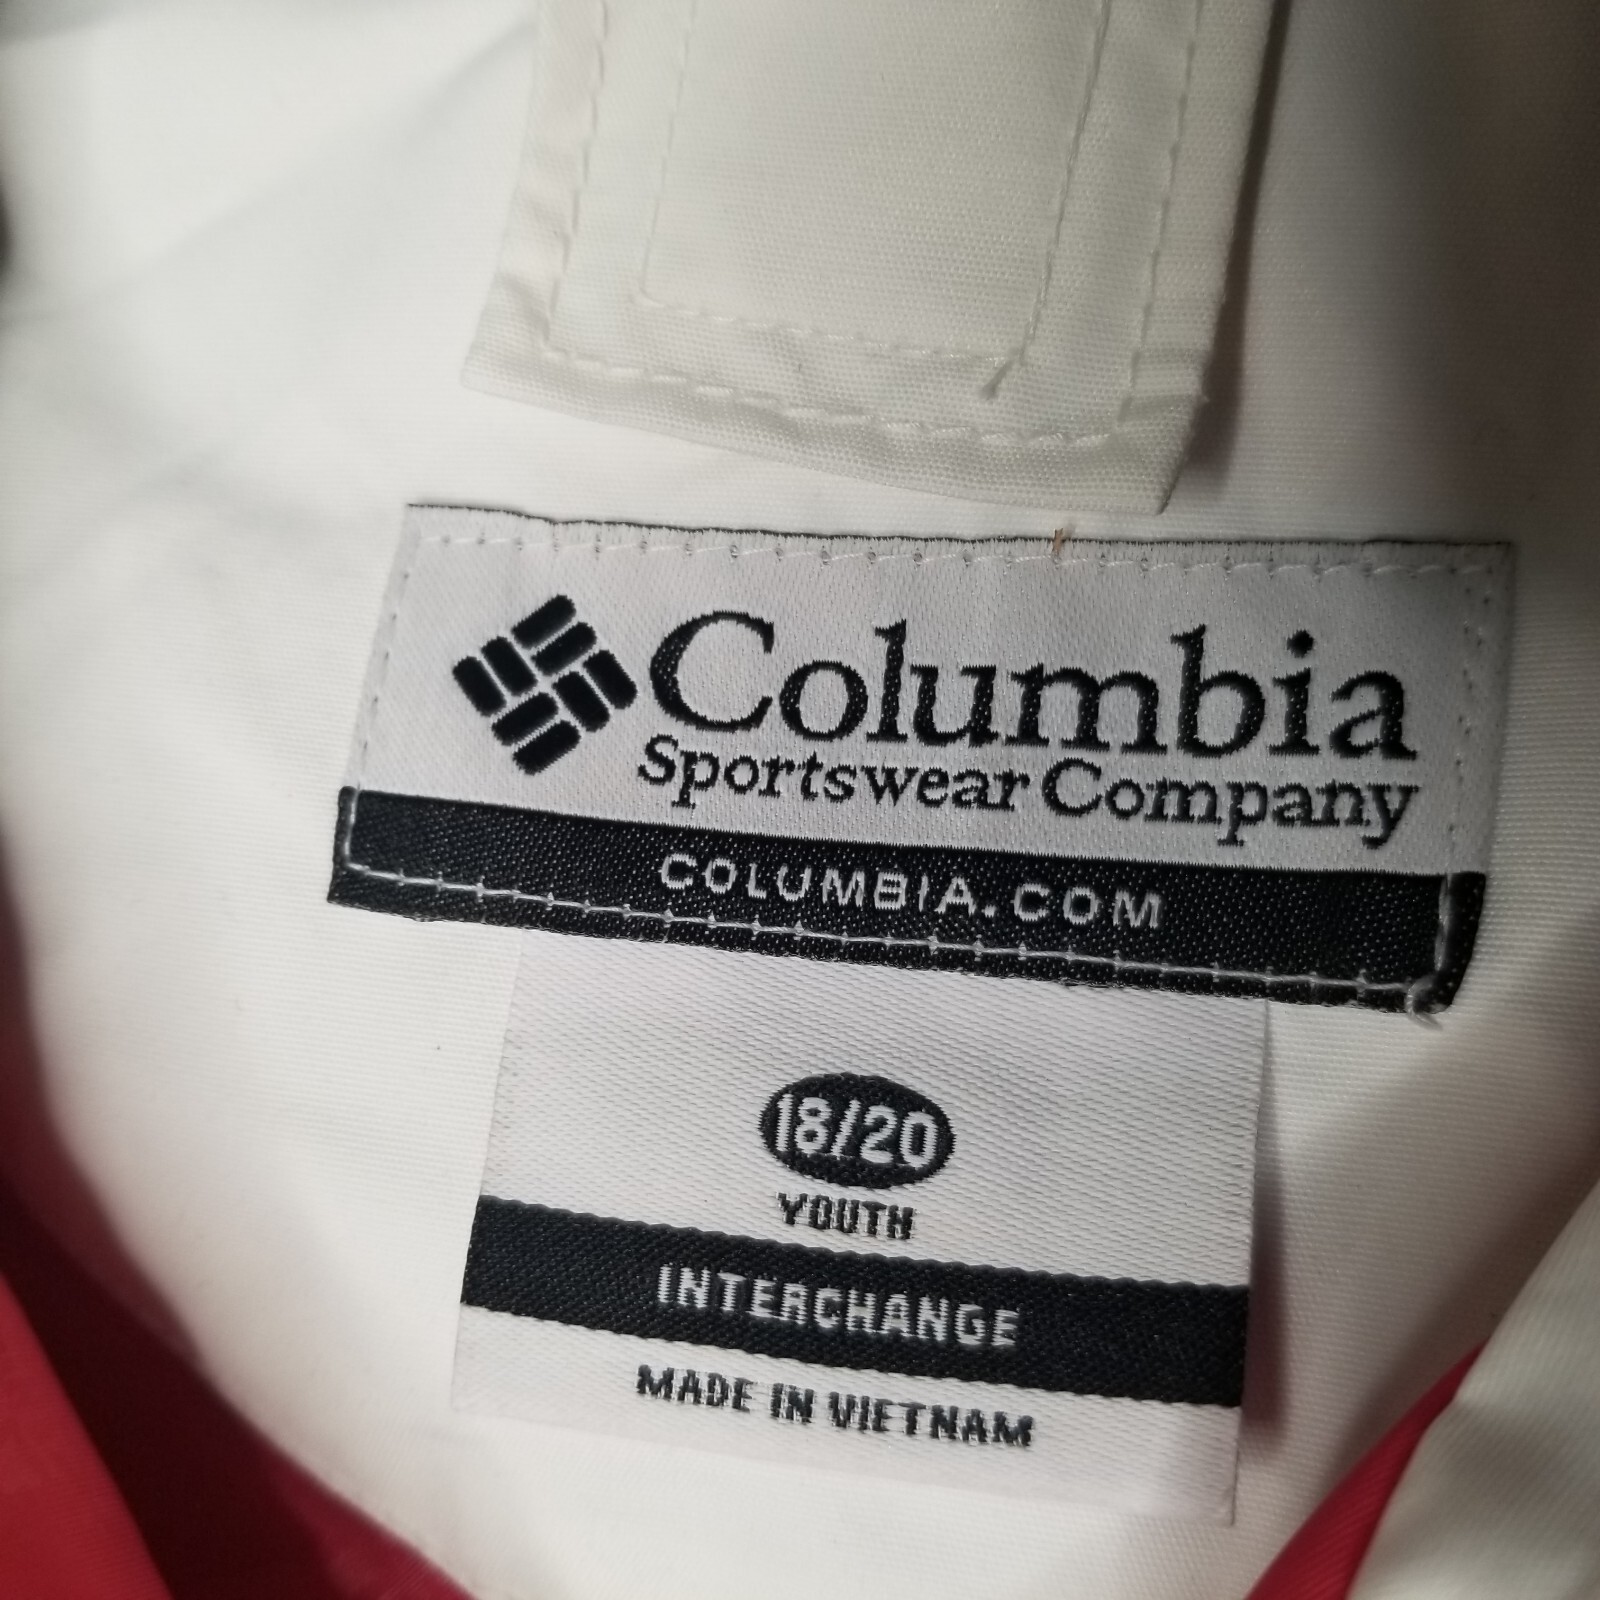 Columbia
Sportswear Company
COLUMBIA.COM
18/20
YOUTH
INTERCHANGE
MADE IN VIETNAM